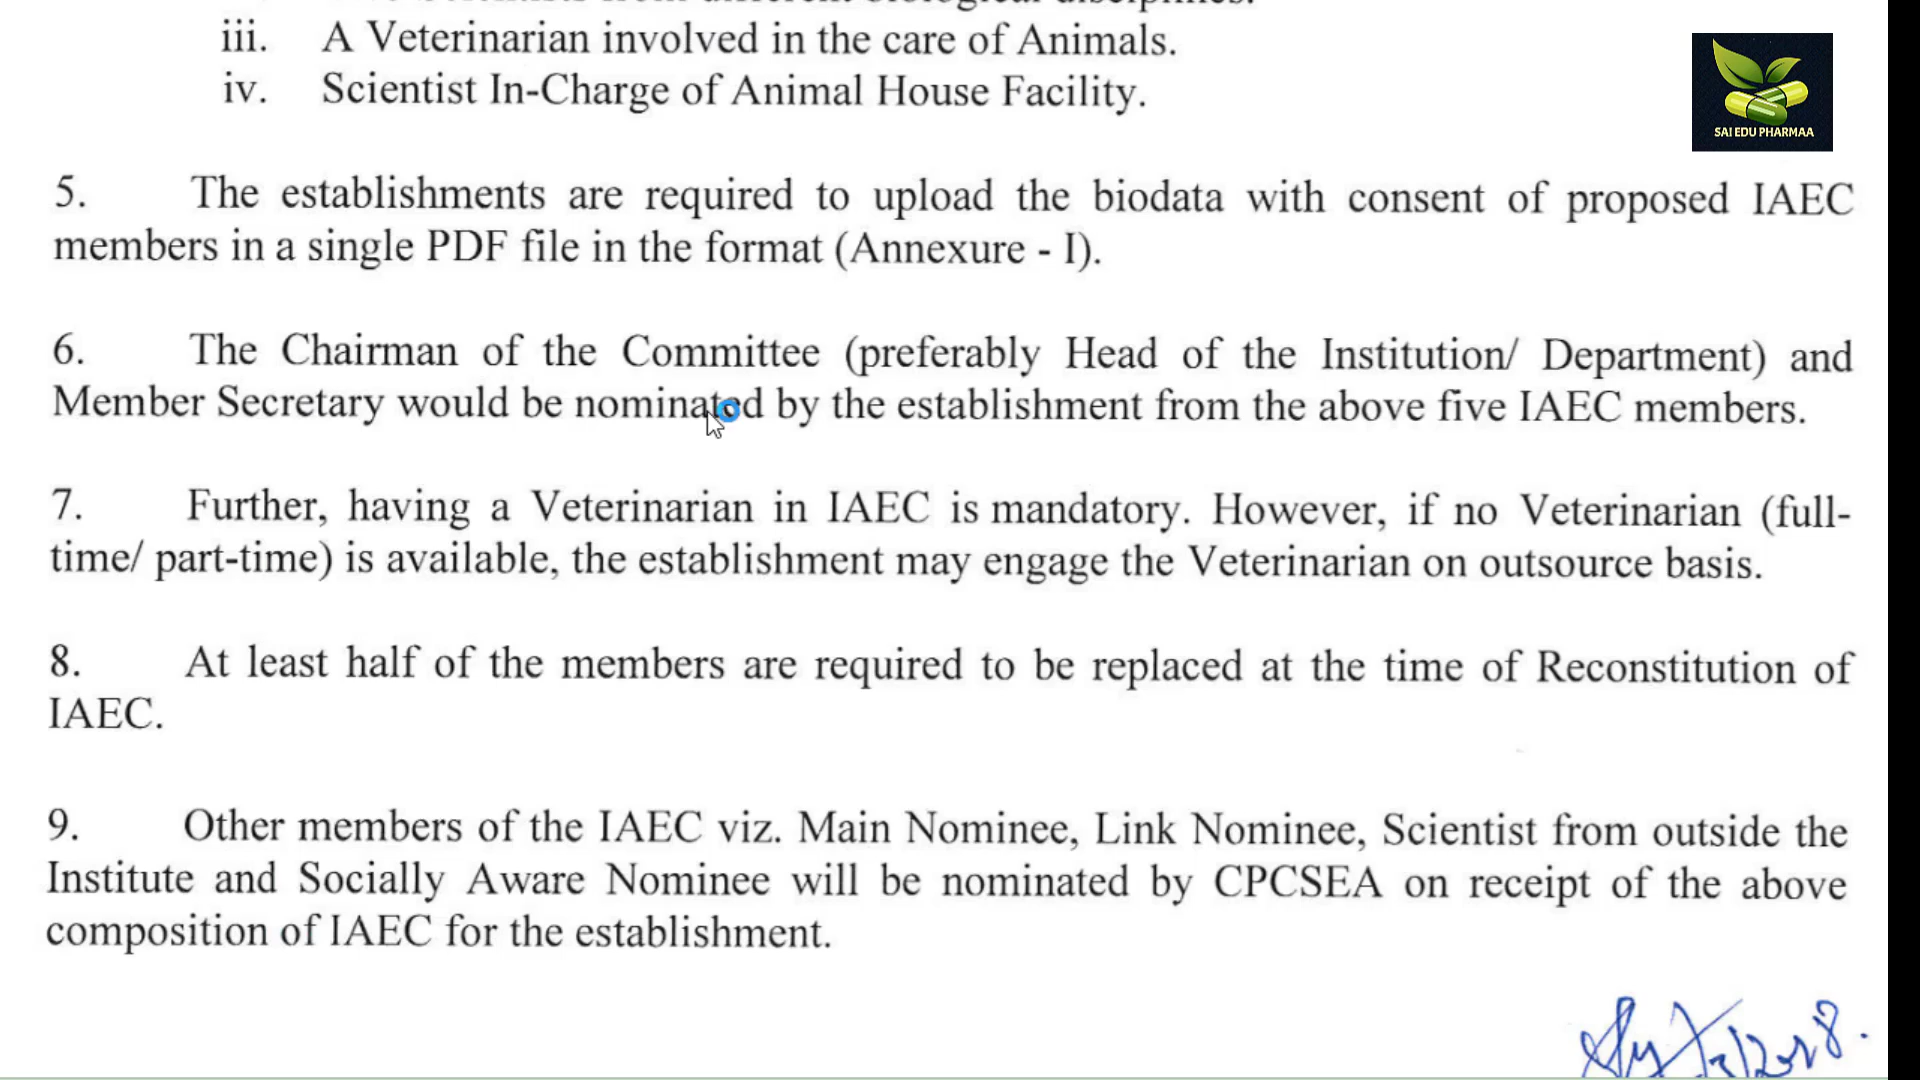 iii. A Veterinarian involved in the care of Animals.
iv. Scientist In-Charge of Animal House Facility.
SAI EDU PHARMAA
5. The establishments are required to upload the biodata with consent of proposed IAEC
members in a single PDF file in the format (Annexure - I).
6. The Chairman of the Committee (preferably Head of the Institution/ Department) and
Member Secretary would be nominated by the establishment from the above five IAEC members.
7. Further, having a Veterinarian in IAEC is mandatory. However, if no Veterinarian (full-
time/ part-time) is available, the establishment may engage the Veterinarian on outsource basis.
8. At least half of the members are required to be replaced at the time of Reconstitution of
IAEC.
9. Other members of the IAEC viz. Main Nominee, Link Nominee, Scientist from outside the
Institute and Socially Aware Nominee will be nominated by CPCSEA on receipt of the above
composition of IAEC for the establishment.